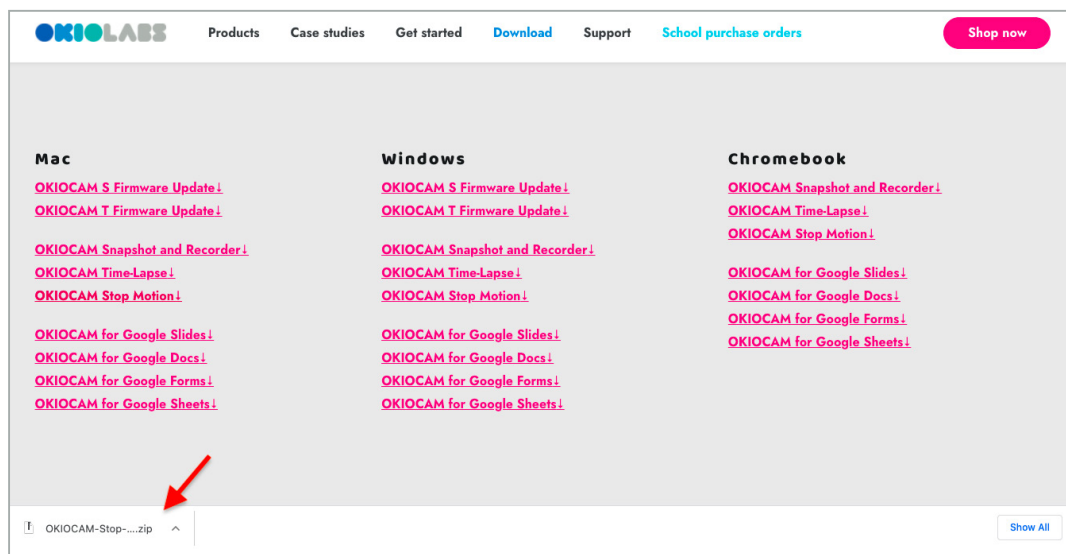 OKIOLABS Products Case studies Get started Download Support School purchase orders Shop now
Mac
OKIOCAM S Firmware Update↓
OKIOCAM T Firmware Update↓
OKIOCAM Snapshot and Recorder↓
OKIOCAM Time-Lapse↓
OKIOCAM Stop Motion↓
OKIOCAM for Google Slides↓
OKIOCAM for Google Docs↓
OKIOCAM for Google Forms↓
OKIOCAM for Google Sheets↓
Windows
OKIOCAM S Firmware Update↓
OKIOCAM T Firmware Update↓
OKIOCAM Snapshot and Recorder↓
OKIOCAM Time-Lapse↓
OKIOCAM Stop Motion↓
OKIOCAM for Google Slides↓
OKIOCAM for Google Docs↓
OKIOCAM for Google Forms↓
OKIOCAM for Google Sheets↓
Chromebook
OKIOCAM Snapshot and Recorder↓
OKIOCAM Time-Lapse↓
OKIOCAM Stop Motion↓
OKIOCAM for Google Slides↓
OKIOCAM for Google Docs↓
OKIOCAM for Google Forms↓
OKIOCAM for Google Sheets↓
OKIOCAM-Stop-....zip
Show All